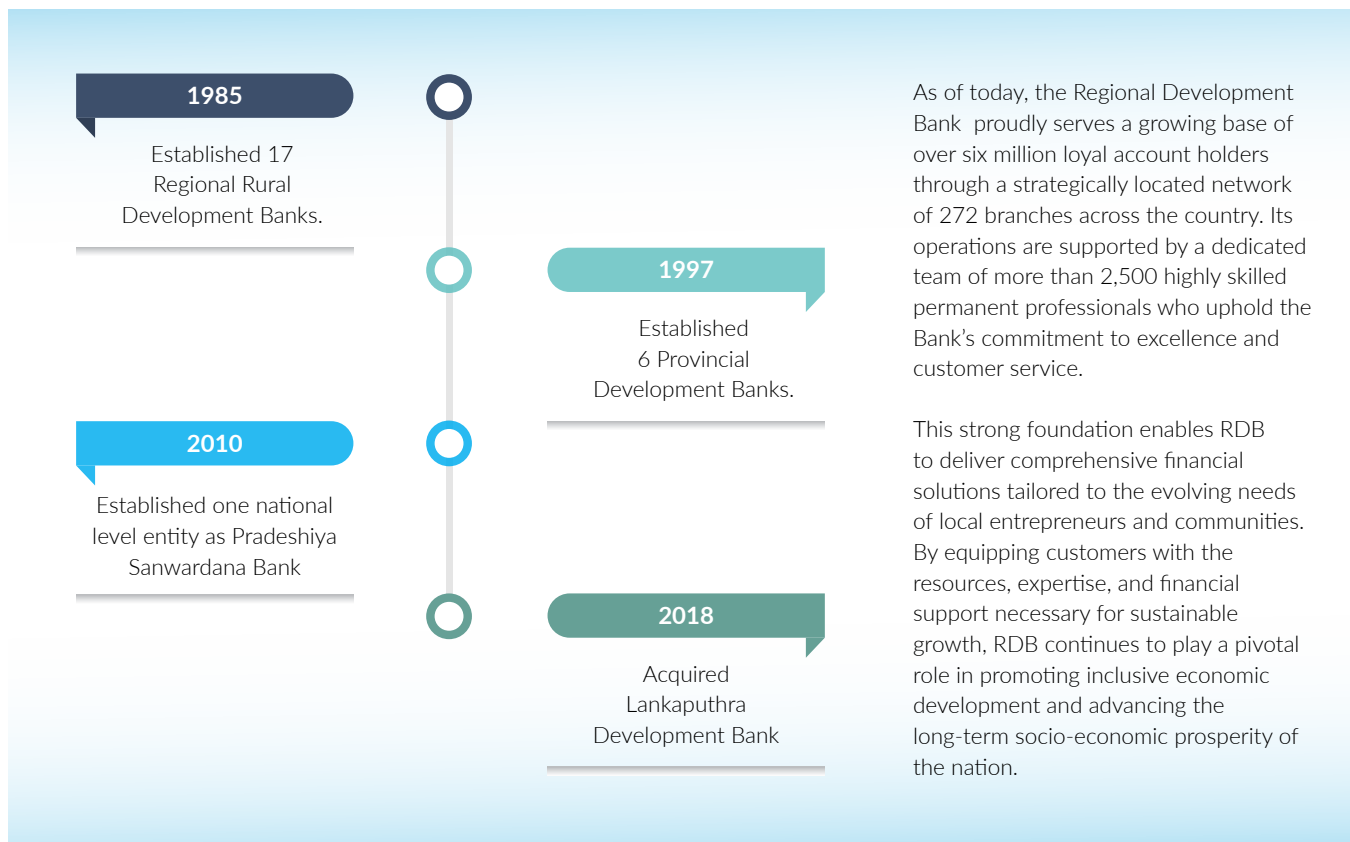 1985
Established 17
Regional Rural
Development Banks.
1997
Established
6 Provincial
Development Banks.
2010
Established one national
level entity as Pradeshiya
Sanwardana Bank
2018
Acquired
Lankaputhra
Development Bank
As of today, the Regional Development
Bank  proudly serves a growing base of
over six million loyal account holders
through a strategically located network
of 272 branches across the country. Its
operations are supported by a dedicated
team of more than 2,500 highly skilled
permanent professionals who uphold the
Bank’s commitment to excellence and
customer service.
This strong foundation enables RDB
to deliver comprehensive financial
solutions tailored to the evolving needs
of local entrepreneurs and communities.
By equipping customers with the
resources, expertise, and financial
support necessary for sustainable
growth, RDB continues to play a pivotal
role in promoting inclusive economic
development and advancing the
long-term socio-economic prosperity of
the nation.